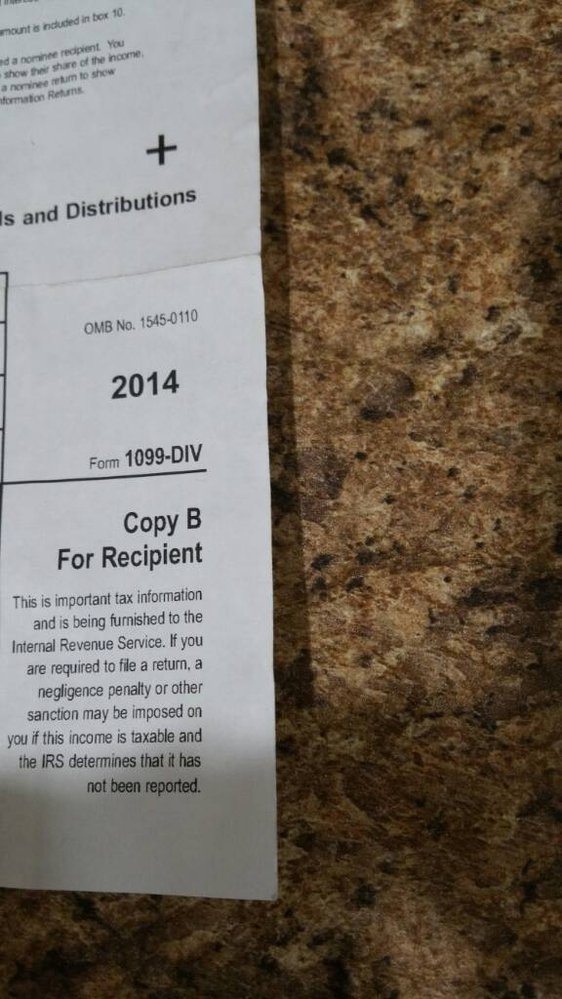 mount is included in box 10.
ed a nominee recipient. You
show their share of the income,
a nominee return to show
nformation Returns.
+
ls and Distributions
OMB No. 1545-0110
2014
Form 1099-DIV
Copy B
For Recipient
This is important tax information
and is being furnished to the
Internal Revenue Service. If you
are required to file a return, a
negligence penalty or other
sanction may be imposed on
you if this income is taxable and
the IRS determines that it has
not been reported.